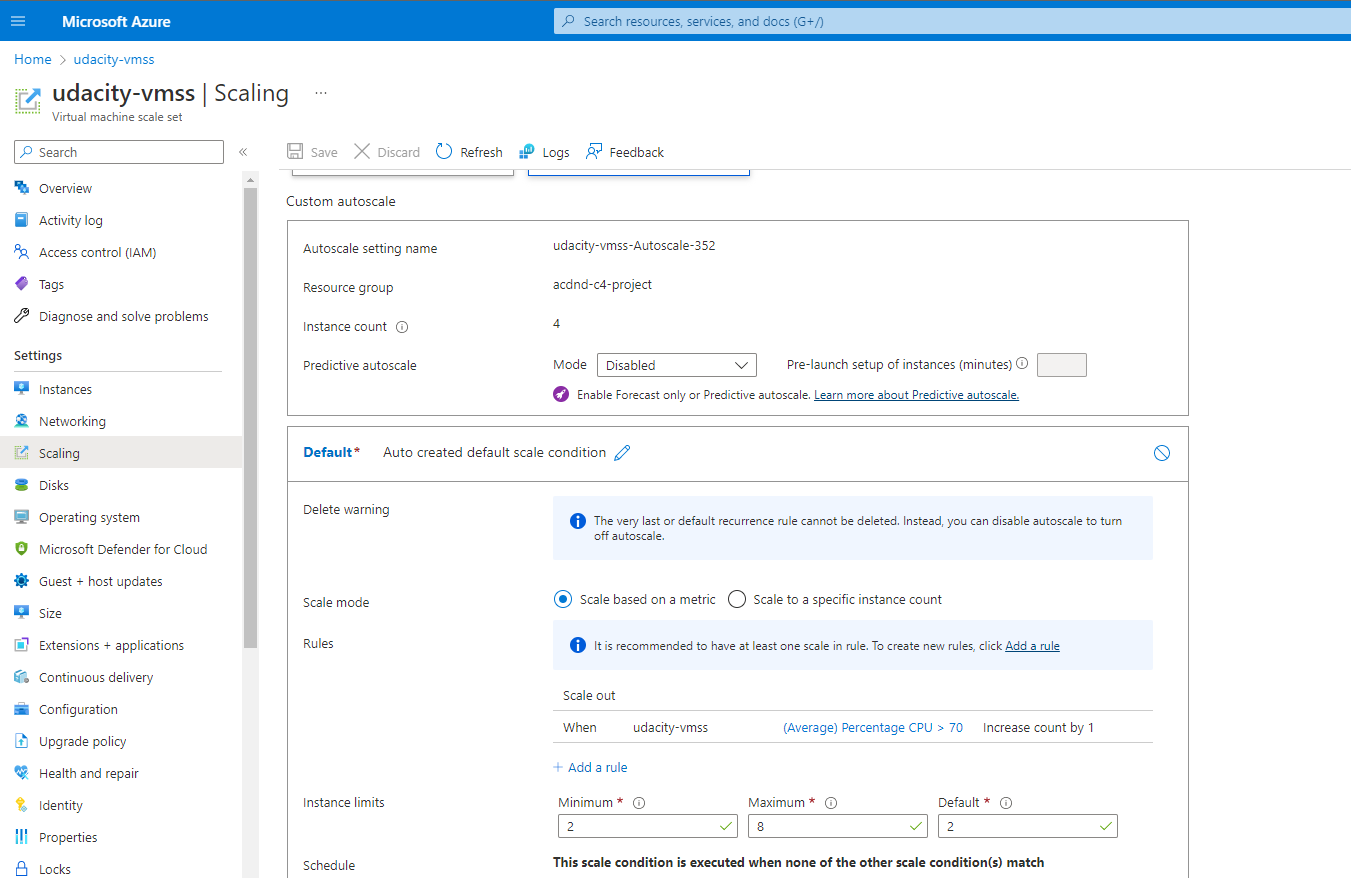 Microsoft Azure
Search resources, services, and docs (G+/)
Home > udacity-vmss
udacity-vmss | Scaling ...
Virtual machine scale set
Search
«
Save
Discard
Refresh
Logs
Feedback
Overview
Activity log
Access control (IAM)
Tags
Diagnose and solve problems
Settings
Instances
Networking
Scaling
Disks
Operating system
Microsoft Defender for Cloud
Guest + host updates
Size
Extensions + applications
Continuous delivery
Configuration
Upgrade policy
Health and repair
Identity
Properties
Locks
Custom autoscale
Autoscale setting name udacity-vmss-Autoscale-352
Resource group acdnd-c4-project
Instance count 4
Predictive autoscale Mode Disabled Pre-launch setup of instances (minutes)
Enable Forecast only or Predictive autoscale. Learn more about Predictive autoscale.
Default* Auto created default scale condition
Delete warning
The very last or default recurrence rule cannot be deleted. Instead, you can disable autoscale to turn
off autoscale.
Scale mode Scale based on a metric Scale to a specific instance count
Rules It is recommended to have at least one scale in rule. To create new rules, click Add a rule
Scale out
When udacity-vmss (Average) Percentage CPU > 70 Increase count by 1
+ Add a rule
Instance limits Minimum * Maximum * Default *
2 8 2
Schedule This scale condition is executed when none of the other scale condition(s) match